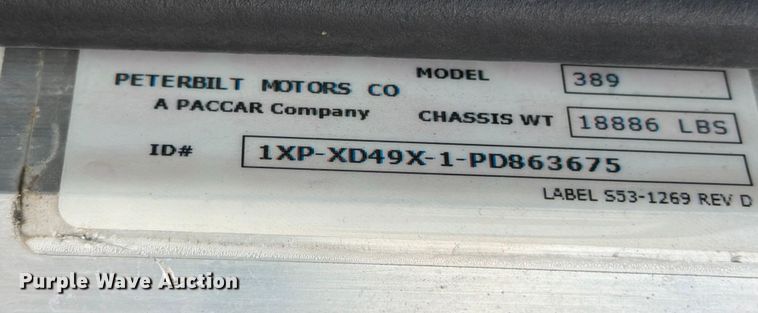 PETERBILT MOTORS CO MODEL 389
A PACCAR Company CHASSIS WT 18886 LBS
ID# 1XP-XD49X-1-PD863675
LABEL S53-1269 REV D
Purple Wave Auction